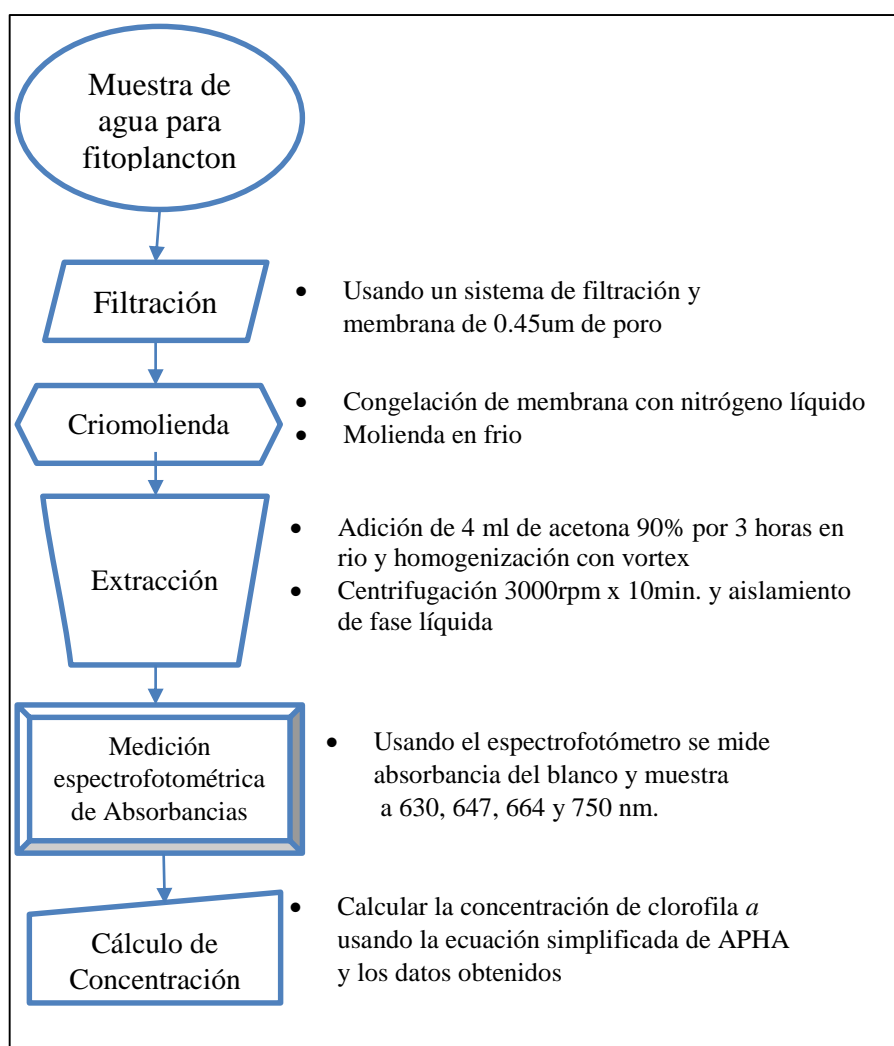 Muestra de
agua para
fitoplancton
Filtración
• Usando un sistema de filtración y
membrana de 0.45um de poro
Criomolienda
• Congelación de membrana con nitrógeno líquido
• Molienda en frio
Extracción
• Adición de 4 ml de acetona 90% por 3 horas en
rio y homogenización con vortex
• Centrifugación 3000rpm x 10min. y aislamiento
de fase líquida
Medición
espectrofotométrica
de Absorbancias
• Usando el espectrofotómetro se mide
absorbancia del blanco y muestra
a 630, 647, 664 y 750 nm.
Cálculo de
Concentración
• Calcular la concentración de clorofila a
usando la ecuación simplificada de APHA
y los datos obtenidos